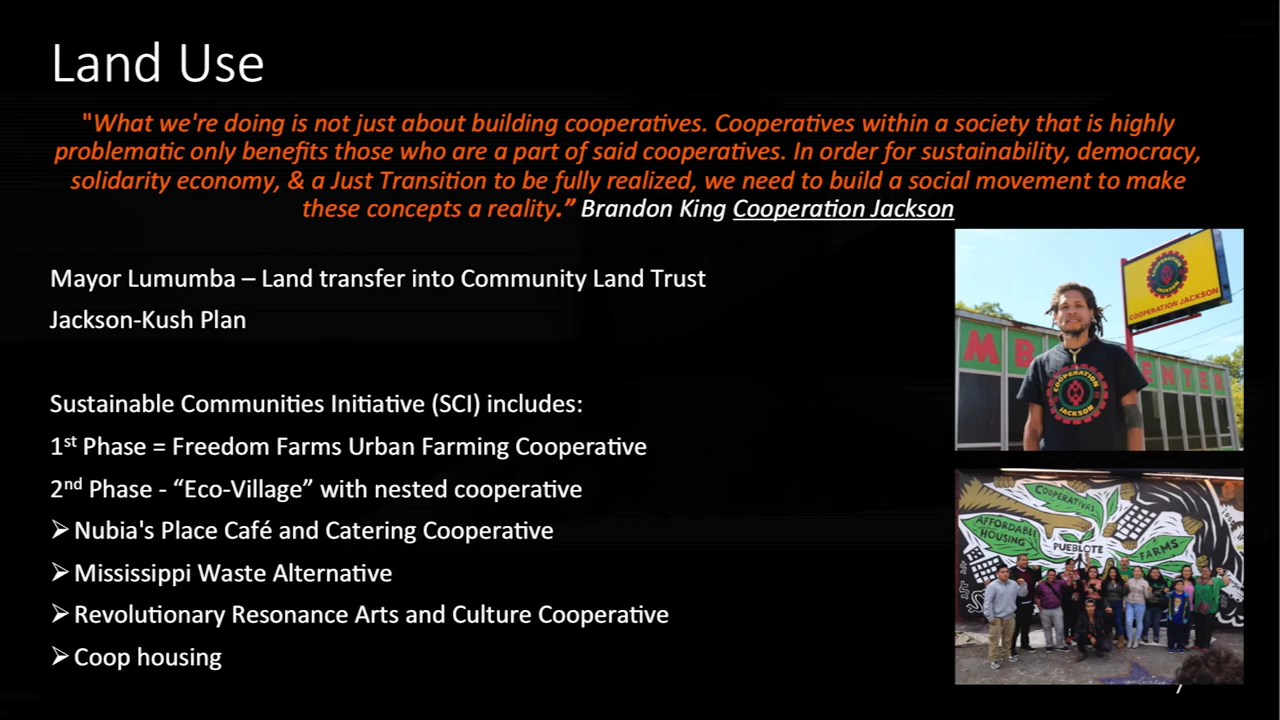 Land Use
"What we're doing is not just about building cooperatives. Cooperatives within a society that is highly
problematic only benefits those who are a part of said cooperatives. In order for sustainability, democracy,
solidarity economy, & a Just Transition to be fully realized, we need to build a social movement to make
these concepts a reality.” Brandon King Cooperation Jackson
Mayor Lumumba – Land transfer into Community Land Trust
Jackson-Kush Plan
Sustainable Communities Initiative (SCI) includes:
1st Phase = Freedom Farms Urban Farming Cooperative
2nd Phase - “Eco-Village” with nested cooperative
➢ Nubia's Place Café and Catering Cooperative
➢ Mississippi Waste Alternative
➢ Revolutionary Resonance Arts and Culture Cooperative
➢ Coop housing
COOPERATION JACKSON
MB
ENTER
COOPERATION
JACKSON
COOPERATIVAS
AFFORDABLE
HOUSING
PUEBLOTE
FARMS
7